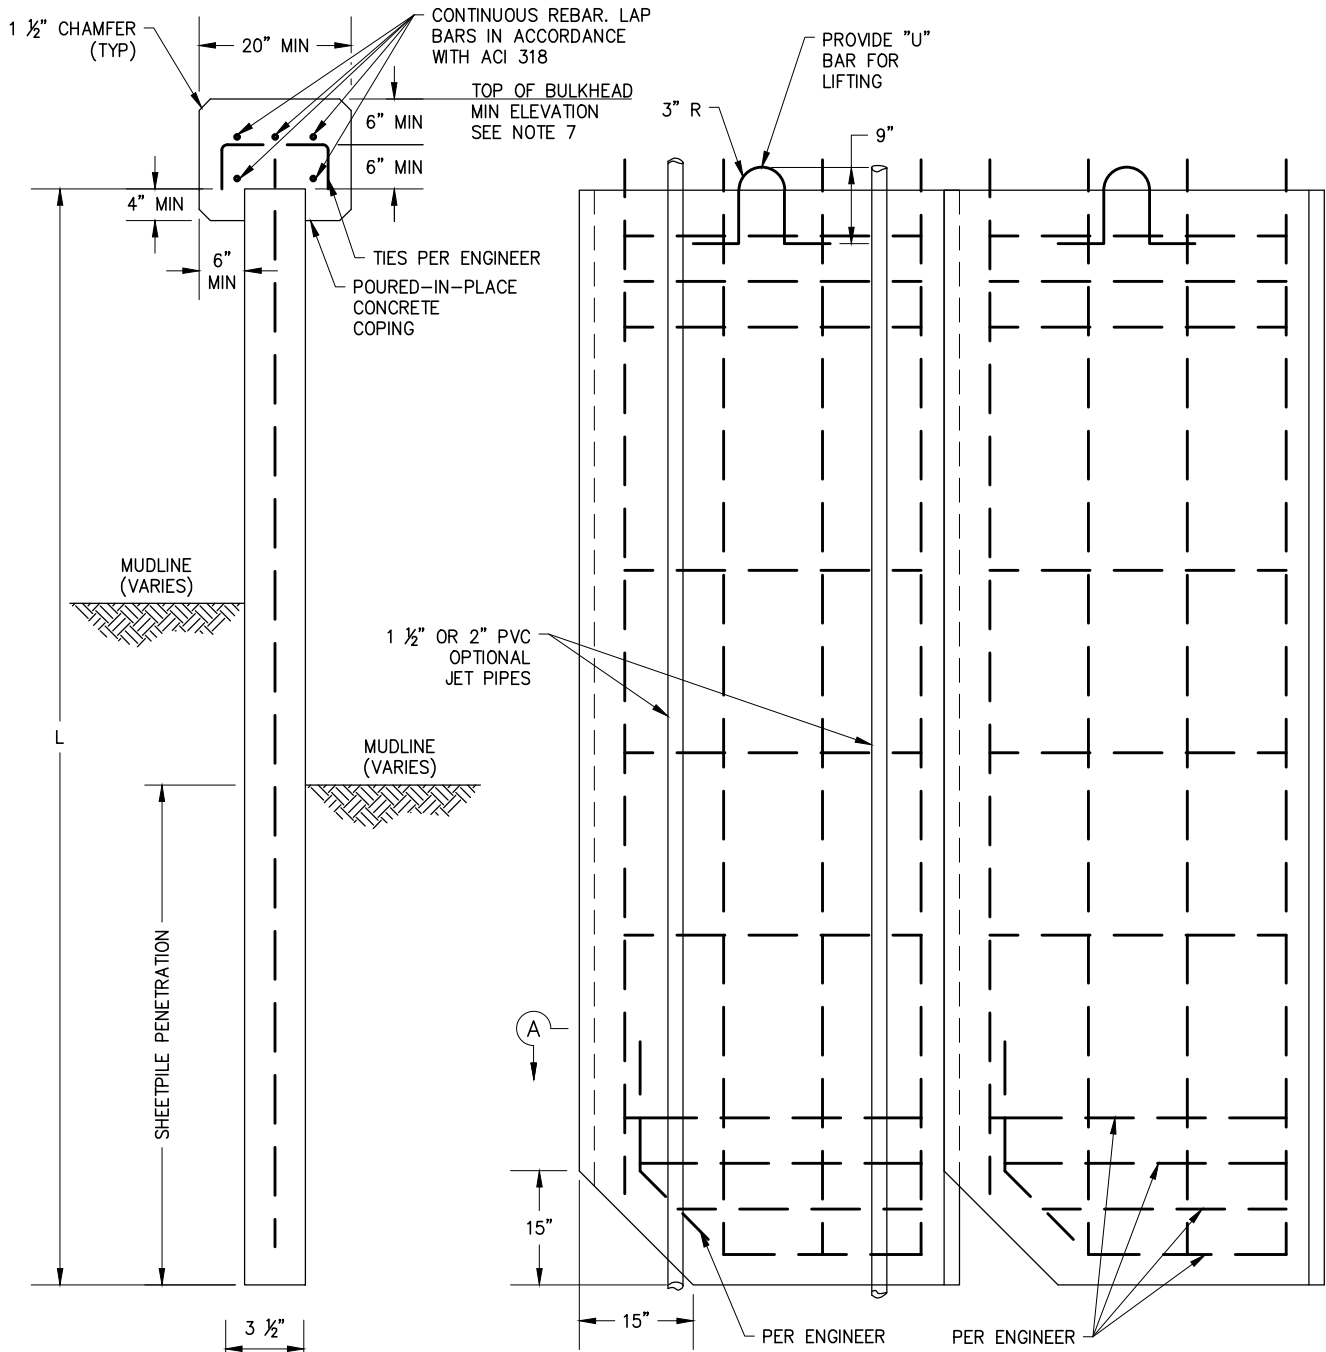 1 ½" CHAMFER
(TYP)
20" MIN
CONTINUOUS REBAR. LAP
BARS IN ACCORDANCE
WITH ACI 318
TOP OF BULKHEAD
MIN ELEVATION
SEE NOTE 7
6" MIN
6" MIN
4" MIN
6"
MIN
TIES PER ENGINEER
POURED-IN-PLACE
CONCRETE
COPING
PROVIDE "U"
BAR FOR
LIFTING
3" R
9"
MUDLINE
(VARIES)
1 ½" OR 2" PVC
OPTIONAL
JET PIPES
L
MUDLINE
(VARIES)
SHEETPILE PENETRATION
A
15"
3 ½"
15"
PER ENGINEER
PER ENGINEER